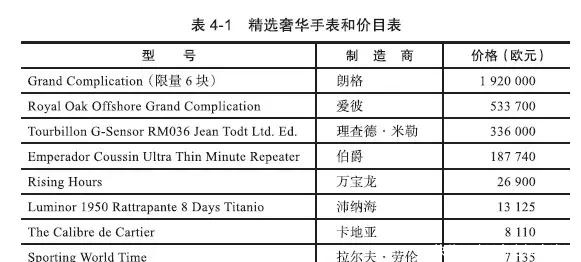 表 4-1 精选奢华手表和价目表
型 号 制 造 商 价格（欧元）
Grand Complication（限量 6 块） 朗格 1 920 000
Royal Oak Offshore Grand Complication 爱彼 533 700
Tourbillon G-Sensor RM036 Jean Todt Ltd. Ed. 理查德·米勒 336 000
Emperador Coussin Ultra Thin Minute Repeater 伯爵 187 740
Rising Hours 万宝龙 26 900
Luminor 1950 Rattrapante 8 Days Titanio 沛纳海 13 125
The Calibre de Cartier 卡地亚 8 110
Sporting World Time 拉尔夫·劳伦 7 135